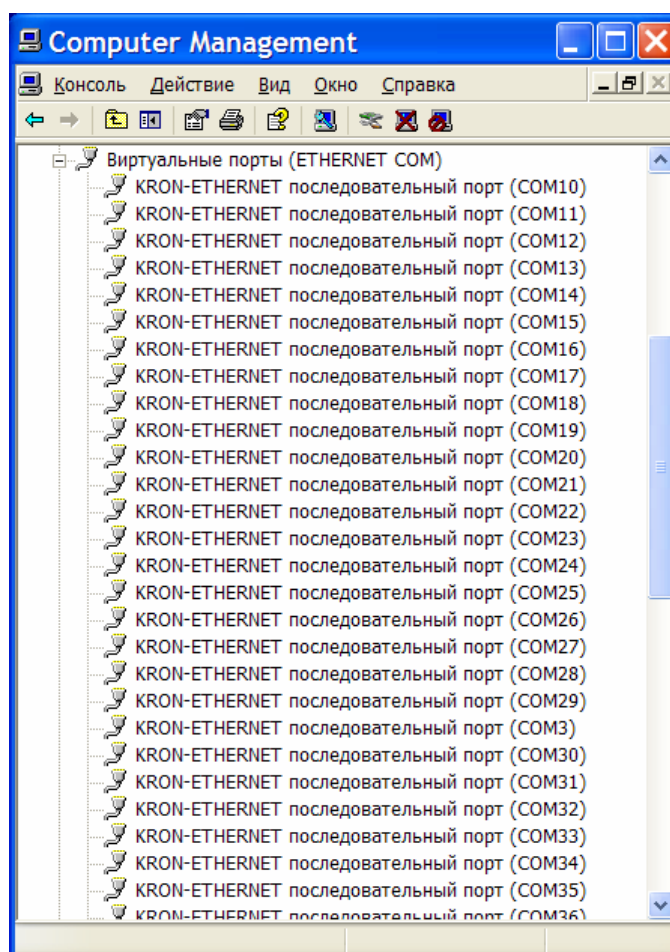 Computer Management
Консоль Действие Вид Окно Справка
Виртуальные порты (ETHERNET COM)
KRON-ETHERNET последовательный порт (COM10)
KRON-ETHERNET последовательный порт (COM11)
KRON-ETHERNET последовательный порт (COM12)
KRON-ETHERNET последовательный порт (COM13)
KRON-ETHERNET последовательный порт (COM14)
KRON-ETHERNET последовательный порт (COM15)
KRON-ETHERNET последовательный порт (COM16)
KRON-ETHERNET последовательный порт (COM17)
KRON-ETHERNET последовательный порт (COM18)
KRON-ETHERNET последовательный порт (COM19)
KRON-ETHERNET последовательный порт (COM20)
KRON-ETHERNET последовательный порт (COM21)
KRON-ETHERNET последовательный порт (COM22)
KRON-ETHERNET последовательный порт (COM23)
KRON-ETHERNET последовательный порт (COM24)
KRON-ETHERNET последовательный порт (COM25)
KRON-ETHERNET последовательный порт (COM26)
KRON-ETHERNET последовательный порт (COM27)
KRON-ETHERNET последовательный порт (COM28)
KRON-ETHERNET последовательный порт (COM29)
KRON-ETHERNET последовательный порт (COM3)
KRON-ETHERNET последовательный порт (COM30)
KRON-ETHERNET последовательный порт (COM31)
KRON-ETHERNET последовательный порт (COM32)
KRON-ETHERNET последовательный порт (COM33)
KRON-ETHERNET последовательный порт (COM34)
KRON-ETHERNET последовательный порт (COM35)
KRON-ETHERNET последовательный порт (COM36)